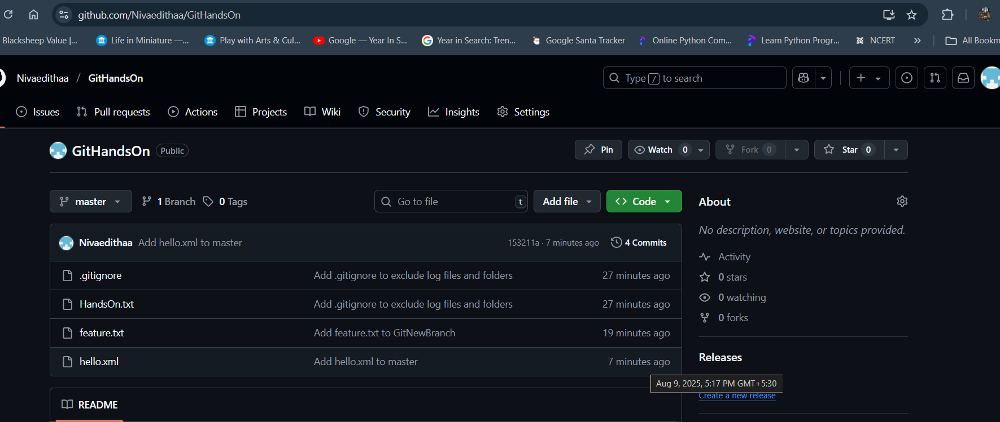 github.com/Nivaedithaa/GitHandsOn
Blacksheep Value |... Life in Miniature —... Play with Arts & Cul... Google — Year In S... Year in Search: Tren... Google Santa Tracker Online Python Com... Learn Python Progr... NCERT » All Bookm
Nivaedithaa / GitHandsOn Type / to search
Issues Pull requests Actions Projects Wiki Security Insights Settings
GitHandsOn Public Pin Watch 0 Fork 0 Star 0
master 1 Branch 0 Tags Go to file t Add file Code About
No description, website, or topics provided.
Nivaedithaa Add hello.xml to master 153211a · 7 minutes ago 4 Commits
Activity
.gitignore Add .gitignore to exclude log files and folders 27 minutes ago
0 stars
0 watching
HandsOn.txt Add .gitignore to exclude log files and folders 27 minutes ago
0 forks
feature.txt Add feature.txt to GitNewBranch 19 minutes ago
hello.xml Add hello.xml to master 7 minutes ago
Releases
Aug 9, 2025, 5:17 PM GMT+5:30
Create a new release
README